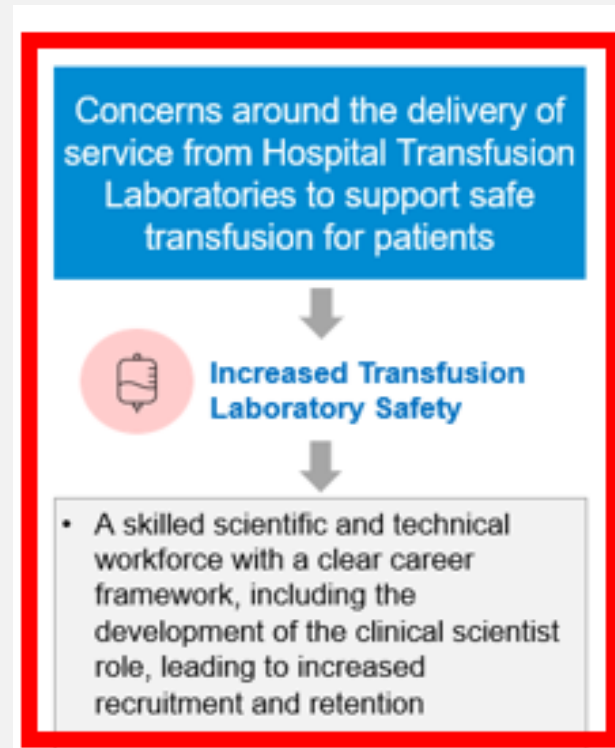 Concerns around the delivery of
service from Hospital Transfusion
Laboratories to support safe
transfusion for patients
Increased Transfusion
Laboratory Safety
• A skilled scientific and technical
workforce with a clear career
framework, including the
development of the clinical scientist
role, leading to increased
recruitment and retention